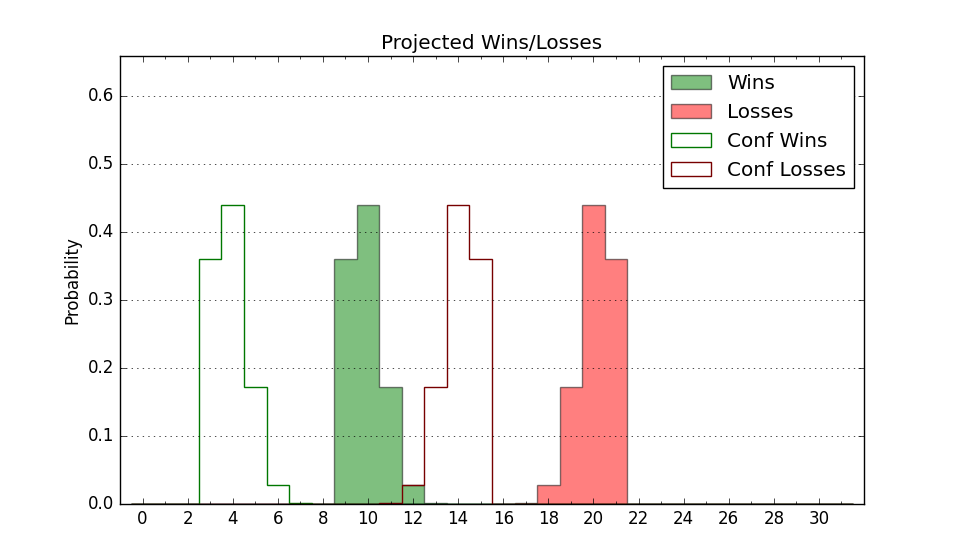 Projected Wins/Losses
Wins
Losses
Conf Wins
Conf Losses
Probability
0.6
0.5
0.4
0.3
0.2
0.1
0.0
0 2 4 6 8 10 12 14 16 18 20 22 24 26 28 30